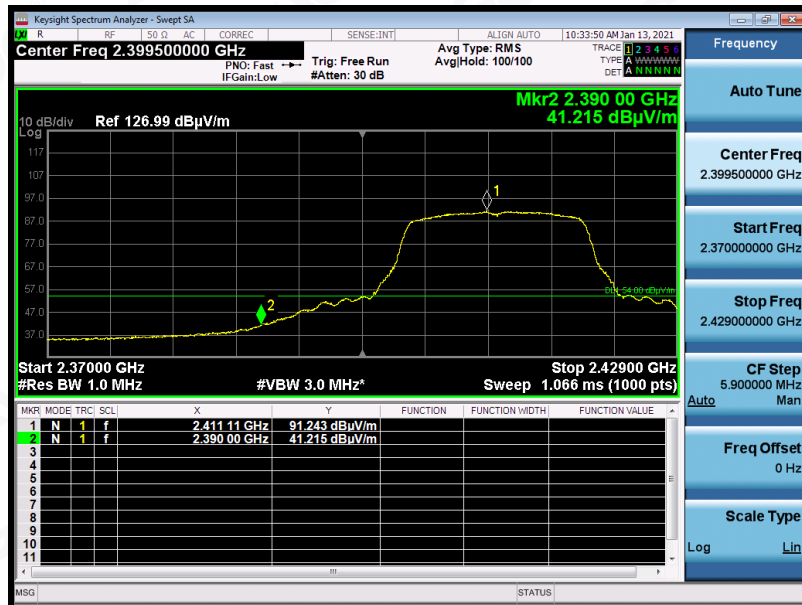 Keysight Spectrum Analyzer - Swept SA
LXI R RF 50 Ω AC CORREC SENSE:INT ALIGN AUTO 10:33:50 AM Jan 13, 2021
Center Freq 2.399500000 GHz
PNO: Fast
IFGain:Low
Trig: Free Run
#Atten: 30 dB
Avg Type: RMS
Avg|Hold: 100/100
TRACE 1 2 3 4 5 6
TYPE A WWWWW
DET A N N N N N
Mkr2 2.390 00 GHz
41.215 dBµV/m
10 dB/div Ref 126.99 dBµV/m
Log
117
107
97.0
87.0
77.0
67.0
57.0
47.0
37.0
1
2
DL1 54.00 dBµV/m
Start 2.37000 GHz Stop 2.42900 GHz
#Res BW 1.0 MHz #VBW 3.0 MHz* Sweep 1.066 ms (1000 pts)
MKR MODE TRC SCL X Y FUNCTION FUNCTION WIDTH FUNCTION VALUE
1 N 1 f 2.411 11 GHz 91.243 dBµV/m
2 N 1 f 2.390 00 GHz 41.215 dBµV/m
3
4
5
6
7
8
9
10
11
MSG STATUS
Frequency
Auto Tune
Center Freq
2.399500000 GHz
Start Freq
2.370000000 GHz
Stop Freq
2.429000000 GHz
CF Step
5.900000 MHz
Auto Man
Freq Offset
0 Hz
Scale Type
Log Lin